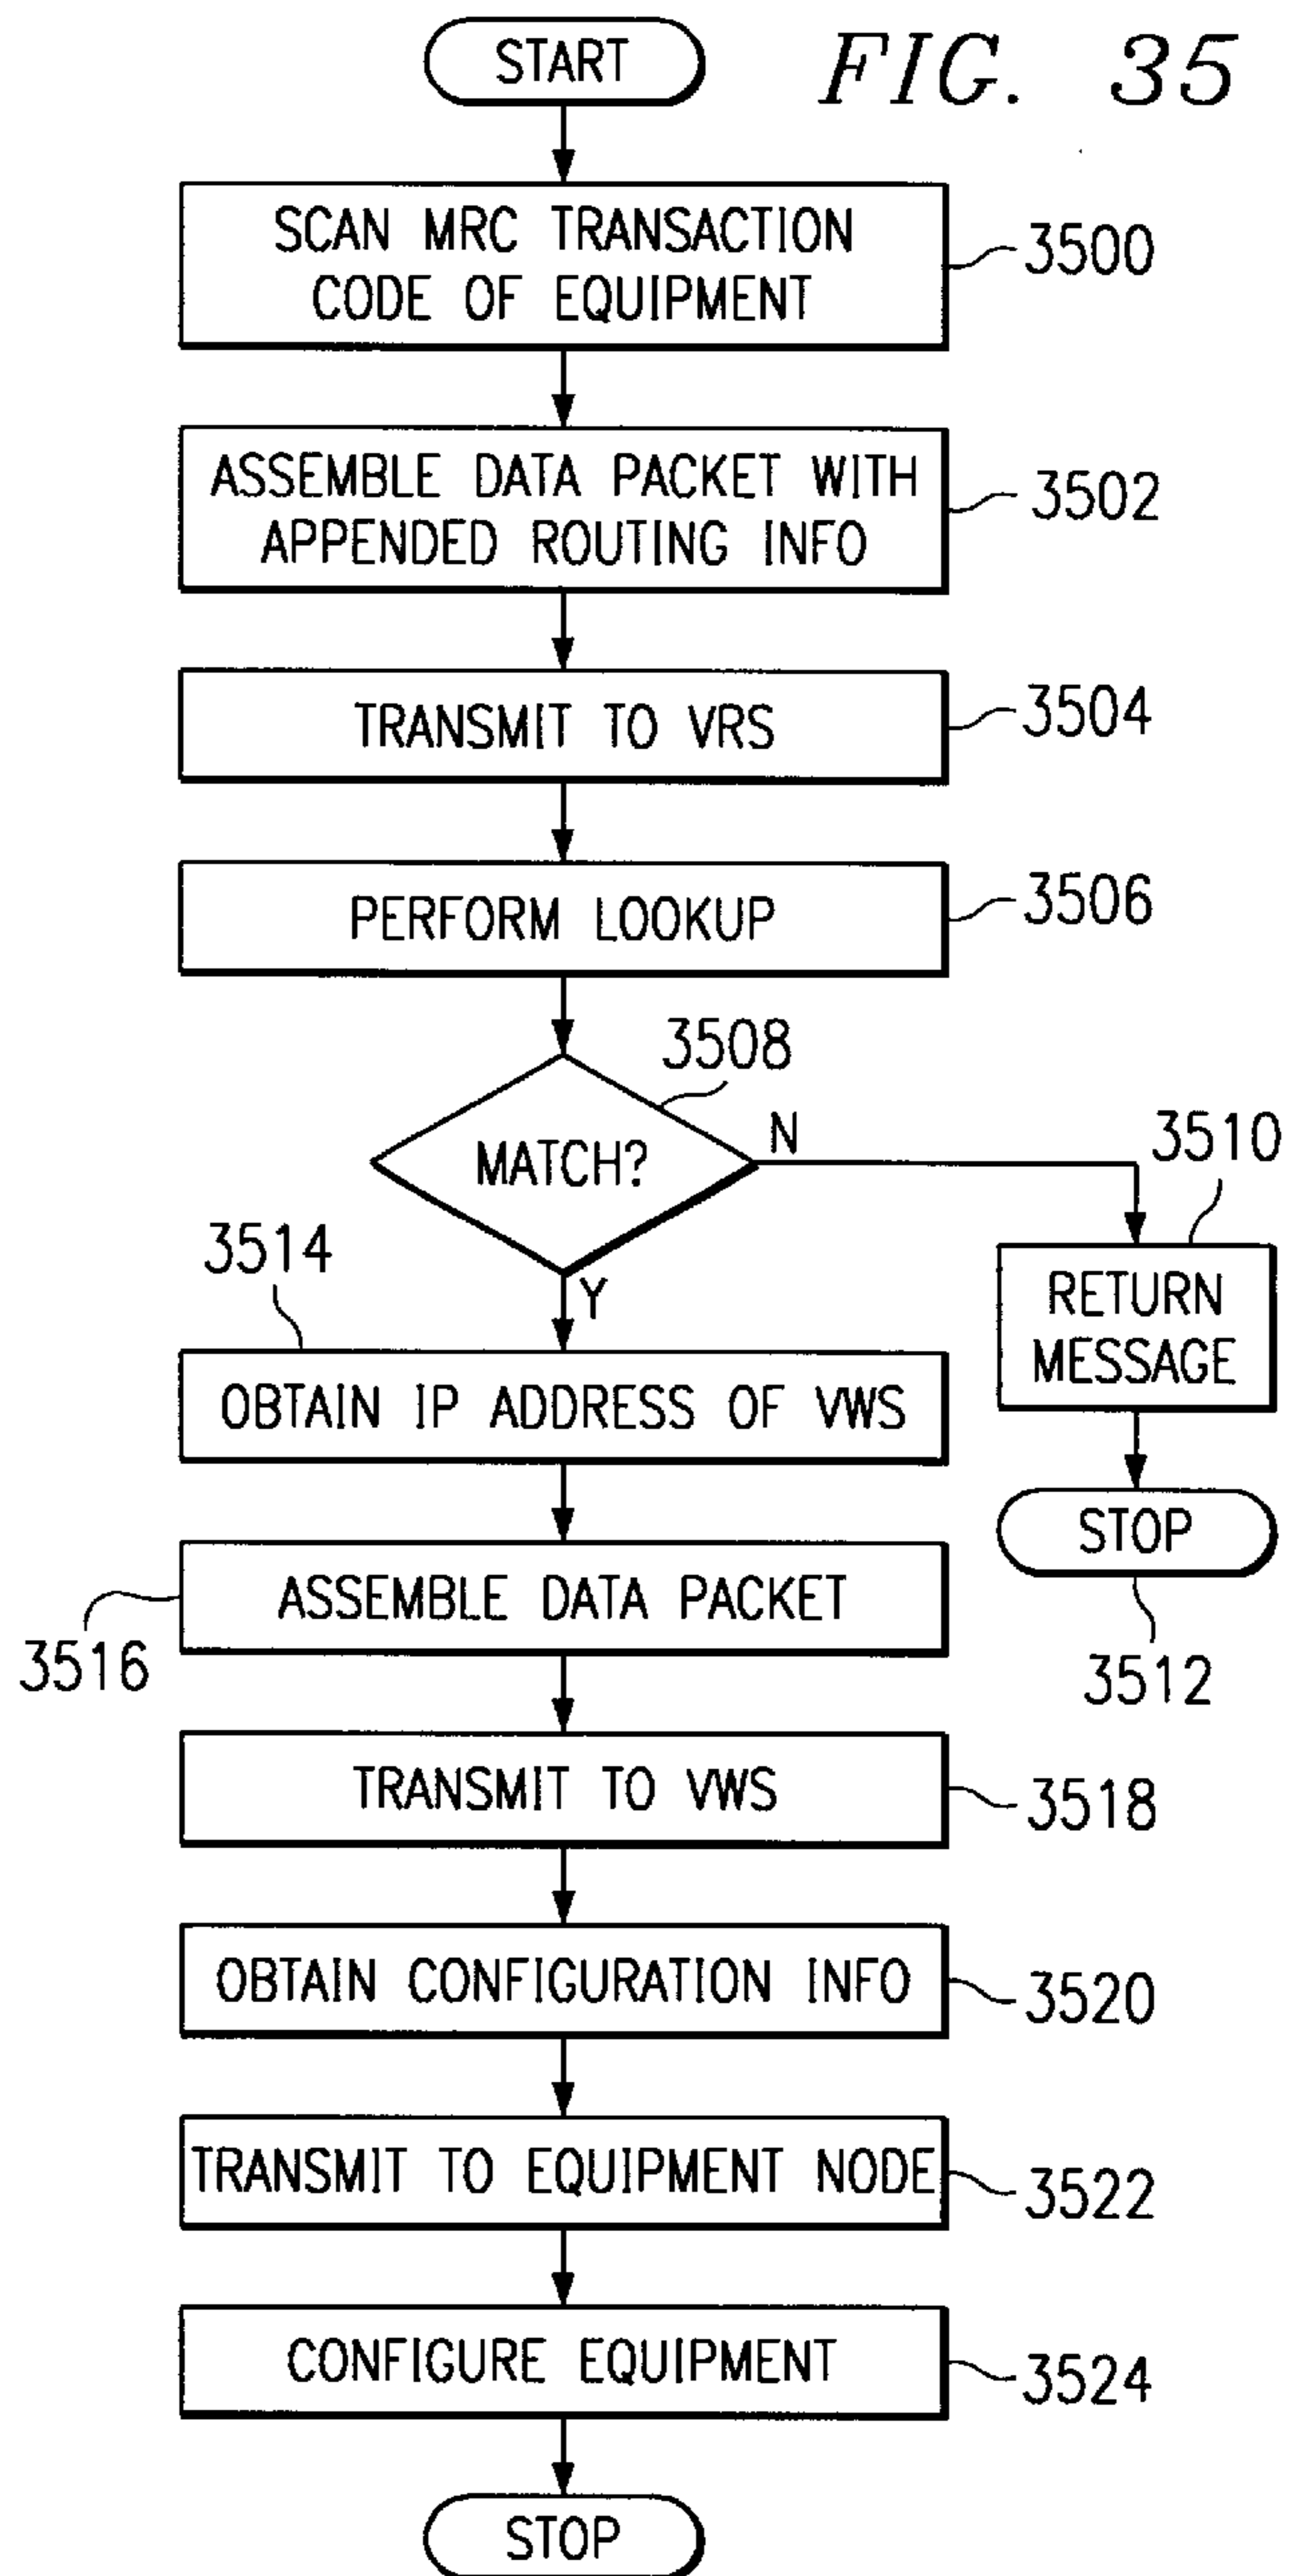 START
FIG. 35
SCAN MRC TRANSACTION
CODE OF EQUIPMENT
3500
ASSEMBLE DATA PACKET WITH
APPENDED ROUTING INFO
3502
TRANSMIT TO VRS
3504
PERFORM LOOKUP
3506
3508
MATCH?
N
Y
3510
RETURN
MESSAGE
STOP
3512
3514
OBTAIN IP ADDRESS OF VWS
ASSEMBLE DATA PACKET
3516
TRANSMIT TO VWS
3518
OBTAIN CONFIGURATION INFO
3520
TRANSMIT TO EQUIPMENT NODE
3522
CONFIGURE EQUIPMENT
3524
STOP